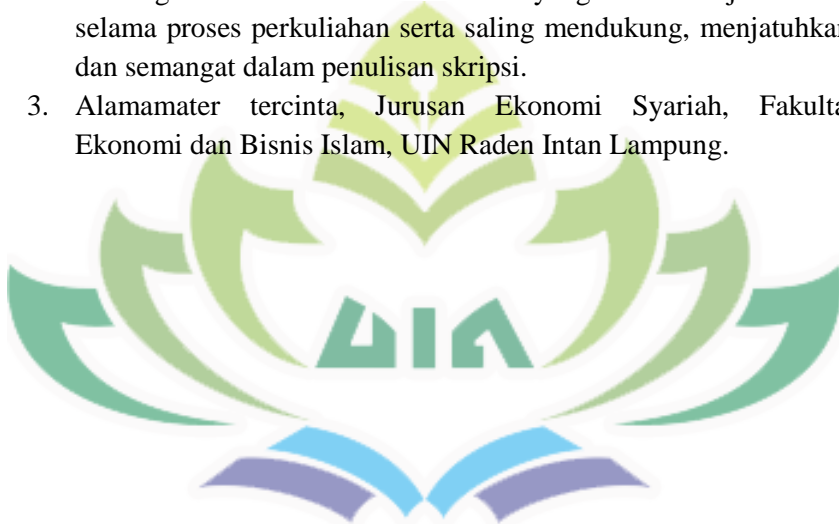 selama proses perkuliahan serta saling mendukung, menjatuhkan
dan semangat dalam penulisan skripsi.
3. Alamamater tercinta, Jurusan Ekonomi Syariah, Fakulta
Ekonomi dan Bisnis Islam, UIN Raden Intan Lampung.
UIN